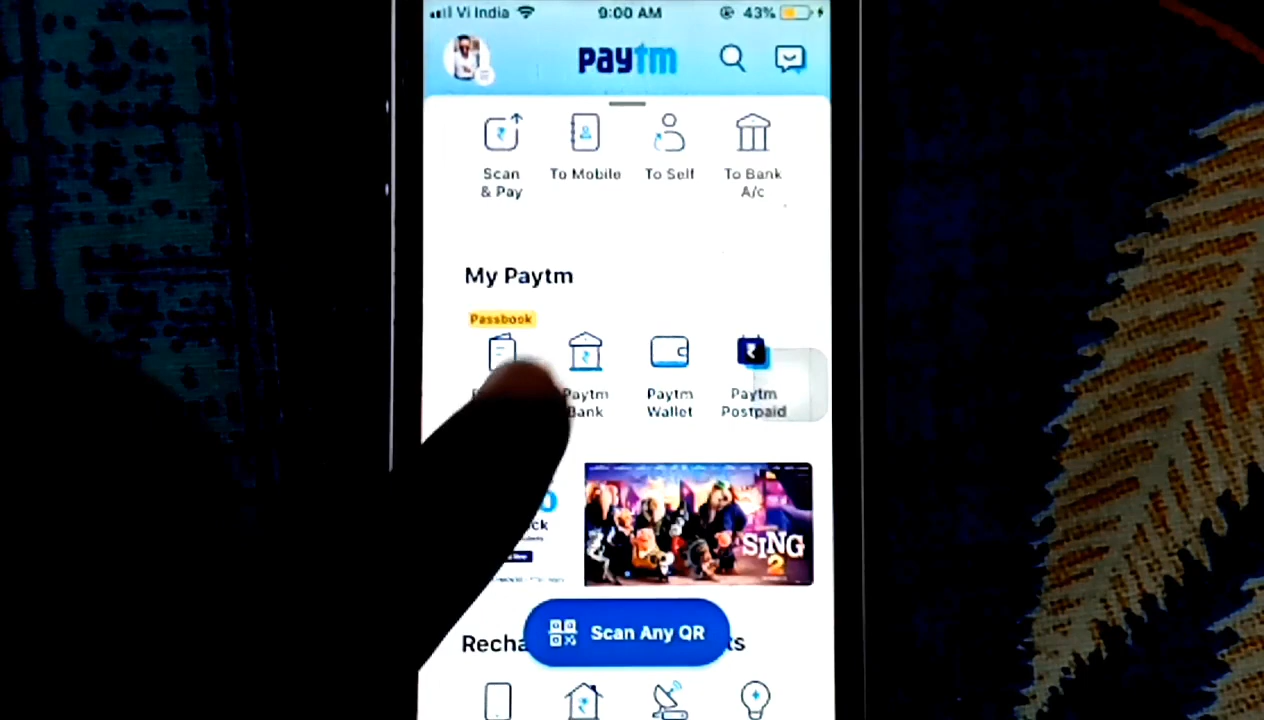 Vi India 9:00 AM 43%
paytm
Scan & Pay
To Mobile
To Self
To Bank A/c
My Paytm
Passbook
Paytm Bank
Paytm Wallet
Paytm Postpaid
SING 2
Scan Any QR